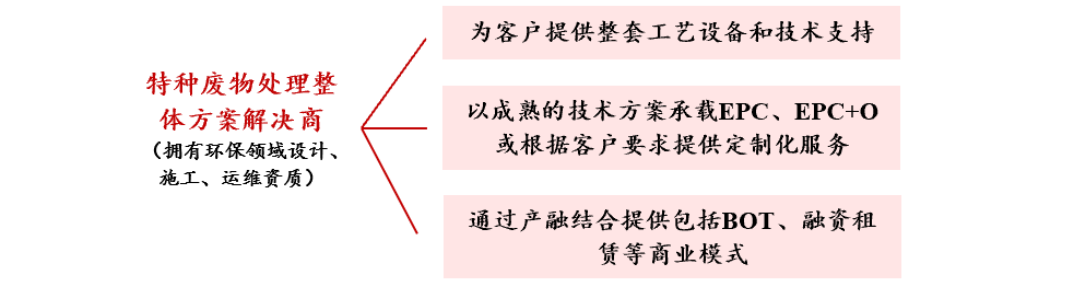 特种废物处理整
体方案解决商
（拥有环保领域设计、
施工、运维资质）
为客户提供整套工艺设备和技术支持
以成熟的技术方案承载EPC、EPC+O
或根据客户要求提供定制化服务
通过产融结合提供包括BOT、融资租
赁等商业模式